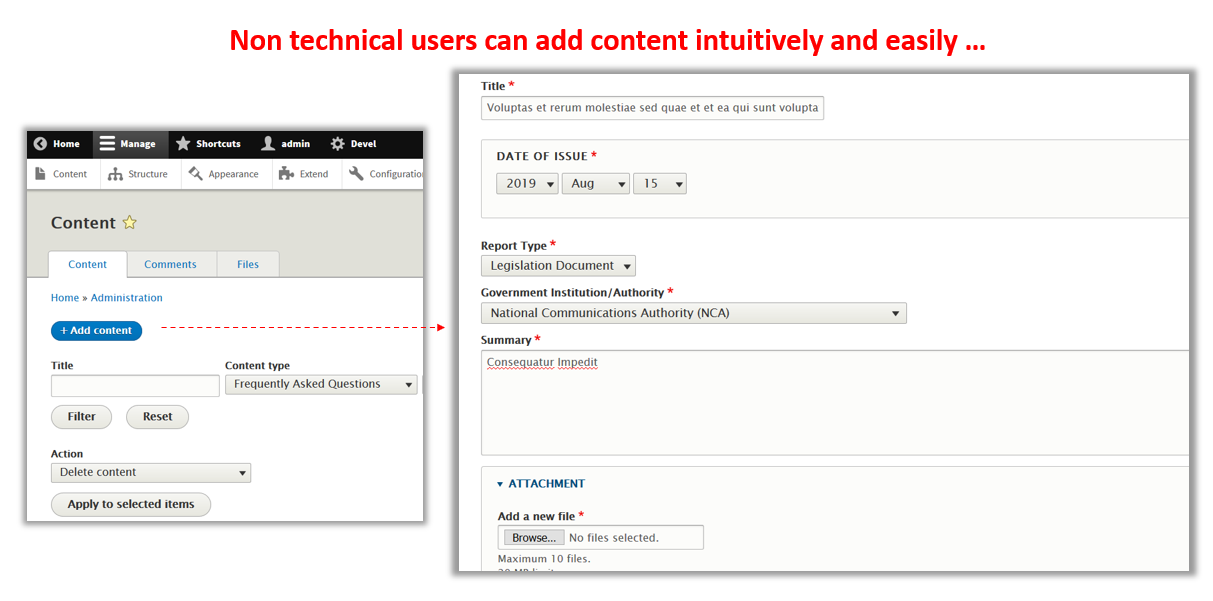 Non technical users can add content intuitively and easily ...
Home Manage Shortcuts admin Devel
Content Structure Appearance Extend Configuratio
Content
Content Comments Files
Home » Administration
+ Add content
Title Content type
Frequently Asked Questions
Filter Reset
Action
Delete content
Apply to selected items
Title *
Voluptas et rerum molestiae sed quae et et ea qui sunt volupta
DATE OF ISSUE *
2019 Aug 15
Report Type *
Legislation Document
Government Institution/Authority *
National Communications Authority (NCA)
Summary *
Consequatur Impedit
ATTACHMENT
Add a new file *
Browse... No files selected.
Maximum 10 files.